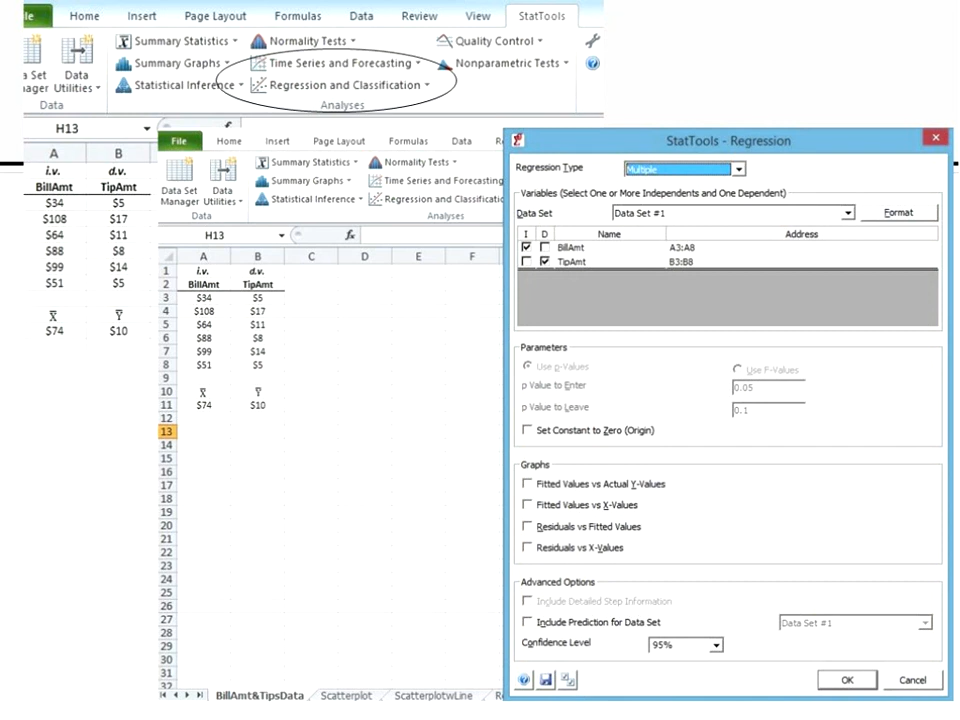 le Home Insert Page Layout Formulas Data Review View StatTools
Summary Statistics Normality Tests Quality Control
Summary Graphs Time Series and Forecasting Nonparametric Tests
a Set Data
ager Utilities Statistical Inference Regression and Classification
Data Analyses
H13
A B
i.v. d.v.
BillAmt TipAmt
$34 $5
$108 $17
$64 $11
$88 $8
$99 $14
$51 $5
X̅ Y̅
$74 $10
File Home Insert Page Layout Formulas Data
Summary Statistics Normality Tests
Summary Graphs Time Series and Forecasting
Data Set Data
Manager Utilities Statistical Inference Regression and Classificatio
Data Analyses
H13 fx
A B C D E F
1 i.v. d.v.
2 BillAmt TipAmt
3 $34 $5
4 $108 $17
5 $64 $11
6 $88 $8
7 $99 $14
8 $51 $5
9
10 X̅ Y̅
11 $74 $10
12
13
14
15
16
17
18
19
20
21
22
23
24
25
26
27
28
29
30
31
32
BillAmt&TipsData Scatterplot ScatterplotwLine R
StatTools - Regression
Regression Type Multiple
Variables (Select One or More Independents and One Dependent)
Data Set Data Set #1 Format
I D Name Address
BillAmt A3:A8
TipAmt B3:B8
Parameters
Use p-Values Use F-Values
p Value to Enter 0.05
p Value to Leave 0.1
Set Constant to Zero (Origin)
Graphs
Fitted Values vs Actual Y-Values
Fitted Values vs X-Values
Residuals vs Fitted Values
Residuals vs X-Values
Advanced Options
Include Detailed Step Information
Include Prediction for Data Set Data Set #1
Confidence Level 95%
OK Cancel